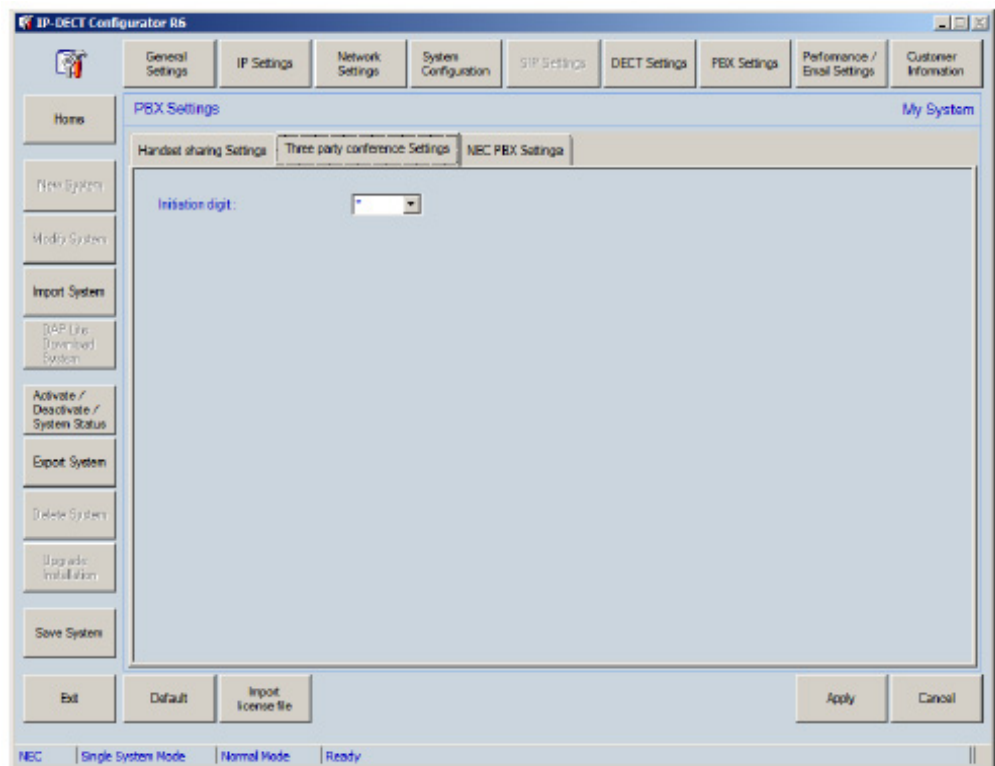 IP-DECT Configurator R6
General
Settings
IP Settings
Network
Settings
System
Configuration
SIP Settings
DECT Settings
PBX Settings
Performance /
Email Settings
Customer
Information
Home
PBX Settings
My System
Handset sharing Settings
Three party conference Settings
NEC PBX Settings
New System
Initiation digit :
*
Modify System
Import System
DAP Lite
Download
System
Activate /
Deactivate /
System Status
Export System
Delete System
Upgrade
Installation
Save System
Exit
Default
Import
license file
Apply
Cancel
NEC
Single System Mode
Normal Mode
Ready